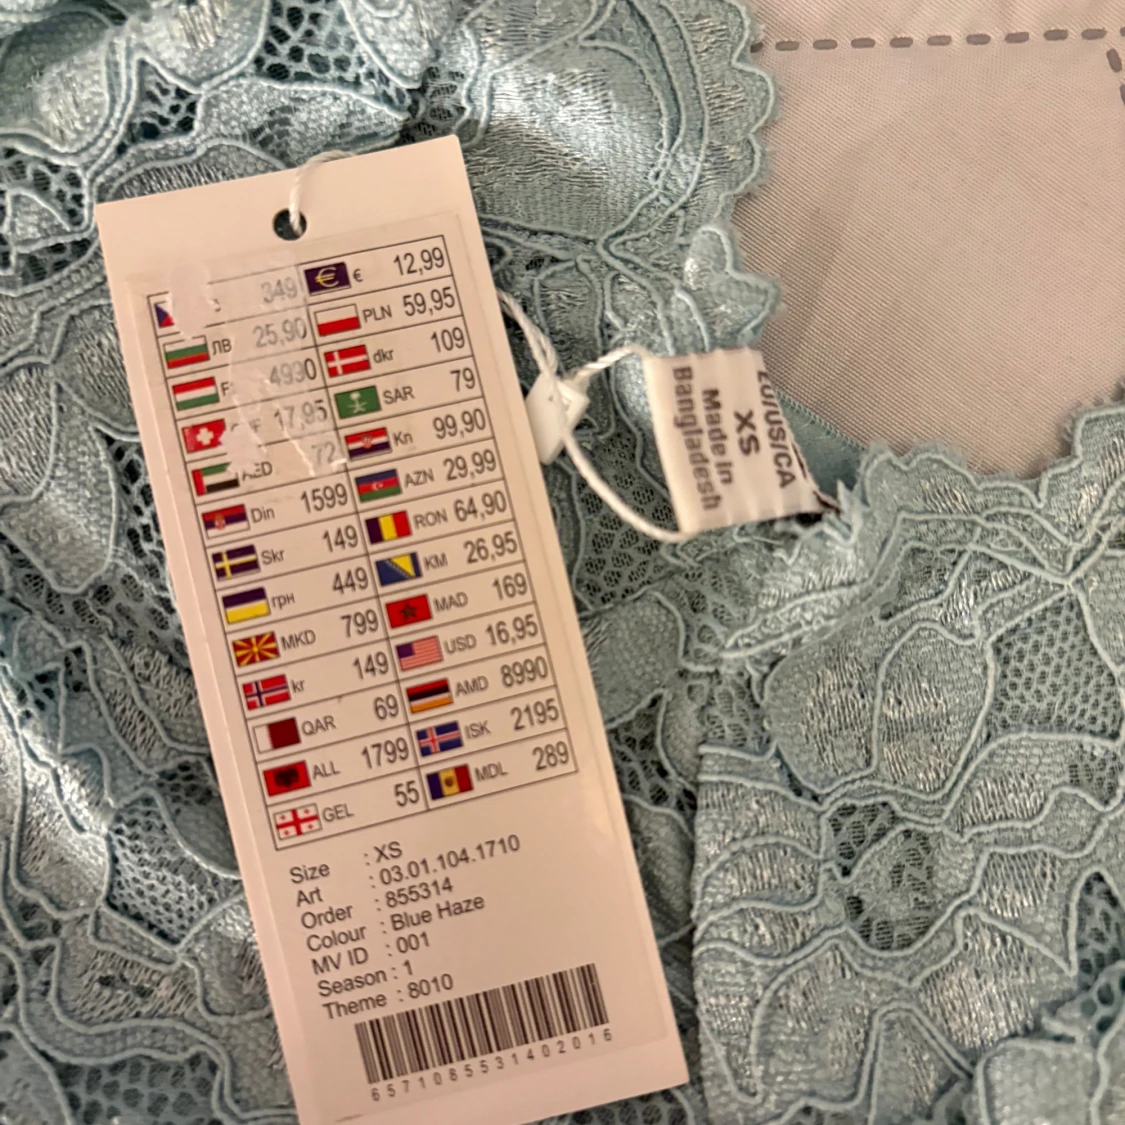 349 € 12,99
ЛВ 25,90 PLN 59,95
4990 dkr 109
17,95 SAR 79
AED 72 Kn 99,90
Din 1599 AZN 29,99
Skr 149 RON 64,90
грн 449 KM 26,95
MKD 799 MAD 169
kr 149 USD 16,95
QAR 69 AMD 8990
ALL 1799 ISK 2195
GEL 55 MDL 289
Size : XS
Art : 03.01.104.1710
Order : 855314
Colour : Blue Haze
MV ID : 001
Season : 1
Theme : 8010
6571085531402016
EU/US/CA
XS
Made in
Bangladesh